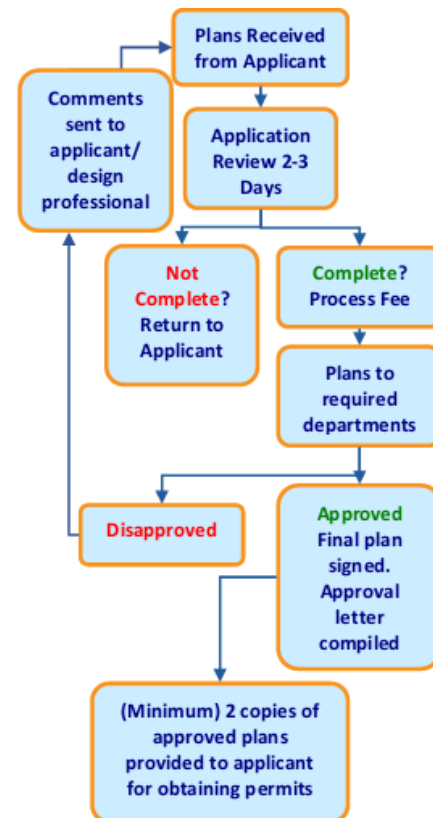 Plans Received
from Applicant
Comments
sent to
applicant/
design
professional
Application
Review 2-3
Days
Not
Complete?
Return to
Applicant
Complete?
Process Fee
Plans to
required
departments
Disapproved
Approved
Final plan
signed.
Approval
letter
compiled
(Minimum) 2 copies of
approved plans
provided to applicant
for obtaining permits